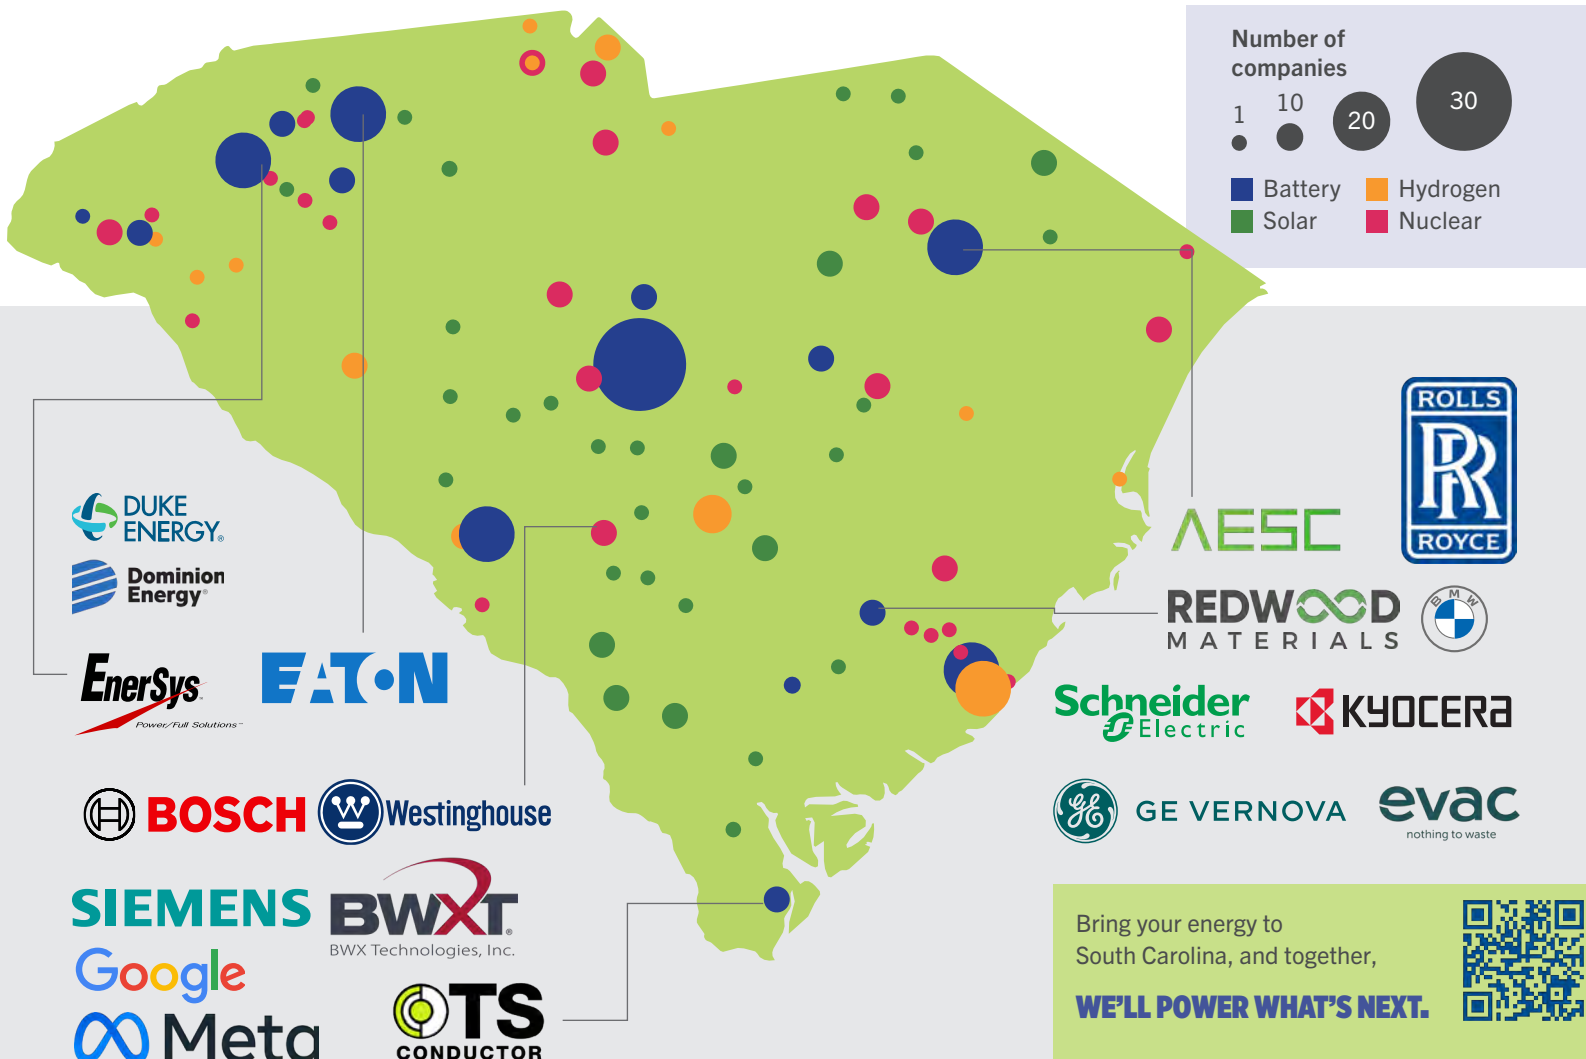 Number of
companies
1
10
20
30
Battery
Hydrogen
Solar
Nuclear
DUKE
ENERGY®
Dominion
Energy®
EnerSys
Power/Full Solutions™
EATON
BOSCH
Westinghouse
SIEMENS
BWXT®
BWX Technologies, Inc.
Google
Meta
TS
CONDUCTOR
ROLLS
RR
ROYCE
AESC
REDWOOD
MATERIALS
BMW
Schneider
Electric
KYOCERA
GE
GE VERNOVA
evac
nothing to waste
Bring your energy to
South Carolina, and together,
WE'LL POWER WHAT'S NEXT.